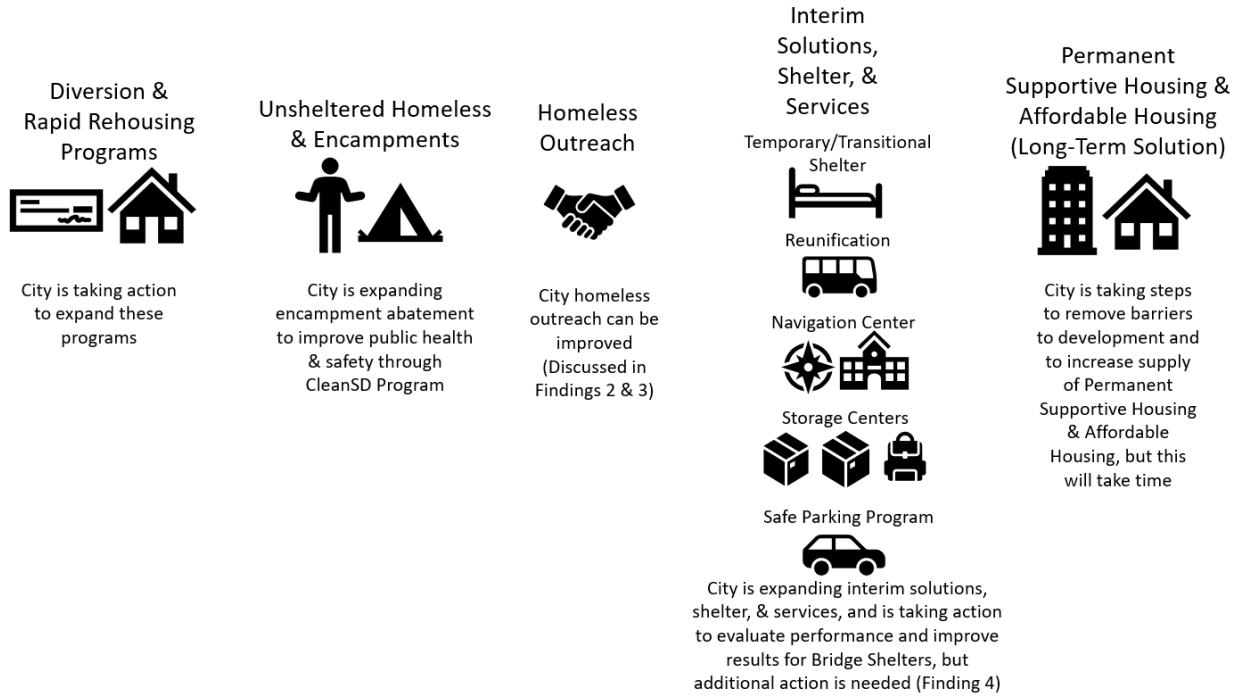 Diversion &
Rapid Rehousing
Programs
City is taking action
to expand these
programs
Unsheltered Homeless
& Encampments
City is expanding
encampment abatement
to improve public health
& safety through
CleanSD Program
Homeless
Outreach
City homeless
outreach can be
improved
(Discussed in
Findings 2 & 3)
Interim
Solutions,
Shelter, &
Services
Temporary/Transitional
Shelter
Reunification
Navigation Center
Storage Centers
Safe Parking Program
City is expanding interim solutions,
shelter, & services, and is taking action
to evaluate performance and improve
results for Bridge Shelters, but
additional action is needed (Finding 4)
Permanent
Supportive Housing &
Affordable Housing
(Long-Term Solution)
City is taking steps
to remove barriers
to development and
to increase supply
of Permanent
Supportive Housing
& Affordable
Housing, but this
will take time